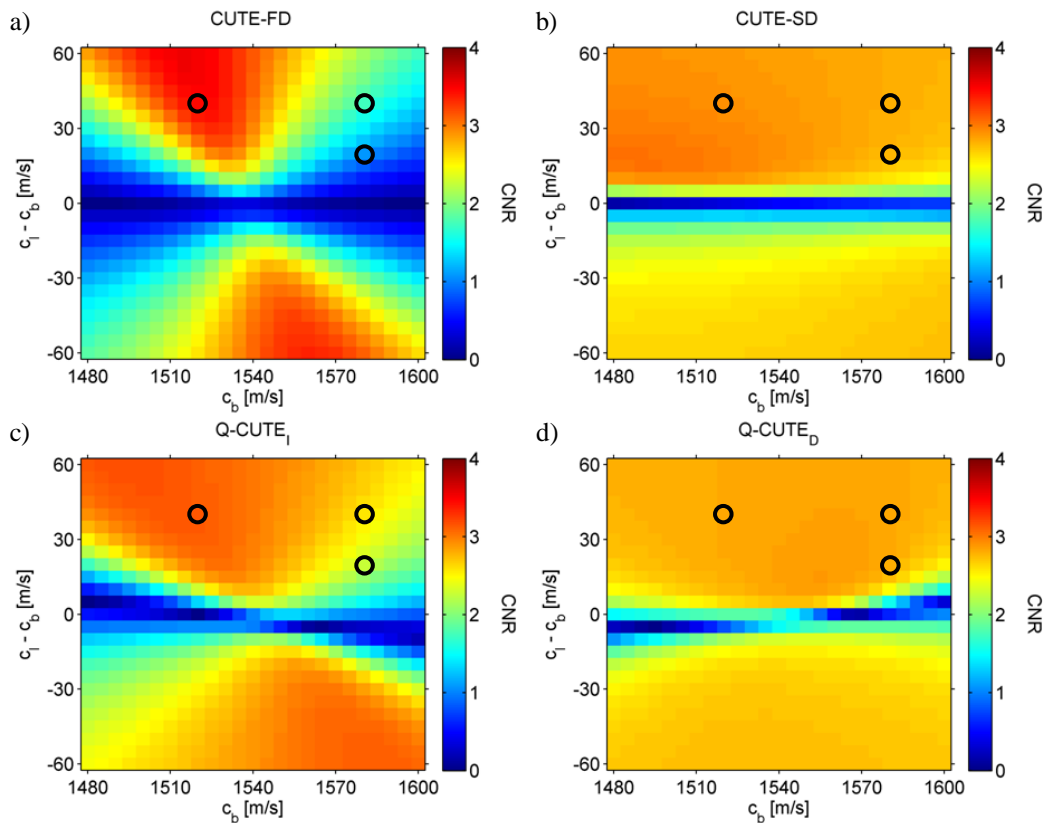 a)
CUTE-FD
60
30
0
-30
-60
c_l - c_b [m/s]
1480 1510 1540 1570 1600
c_b [m/s]
4
3
2
1
0
CNR
b)
CUTE-SD
60
30
0
-30
-60
c_l - c_b [m/s]
1480 1510 1540 1570 1600
c_b [m/s]
4
3
2
1
0
CNR
c)
Q-CUTE_I
60
30
0
-30
-60
c_l - c_b [m/s]
1480 1510 1540 1570 1600
c_b [m/s]
4
3
2
1
0
CNR
d)
Q-CUTE_D
60
30
0
-30
-60
c_l - c_b [m/s]
1480 1510 1540 1570 1600
c_b [m/s]
4
3
2
1
0
CNR